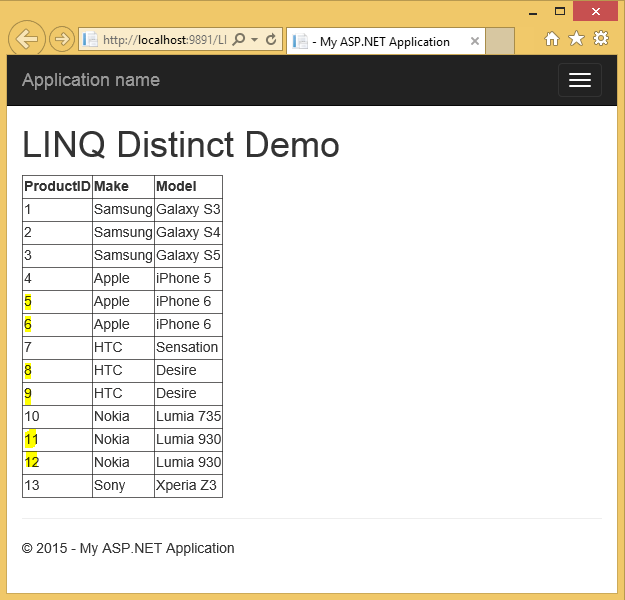 http://localhost:9891/LI
- My ASP.NET Application
Application name
LINQ Distinct Demo
ProductID Make Model
1 Samsung Galaxy S3
2 Samsung Galaxy S4
3 Samsung Galaxy S5
4 Apple iPhone 5
5 Apple iPhone 6
6 Apple iPhone 6
7 HTC Sensation
8 HTC Desire
9 HTC Desire
10 Nokia Lumia 735
11 Nokia Lumia 930
12 Nokia Lumia 930
13 Sony Xperia Z3
© 2015 - My ASP.NET Application